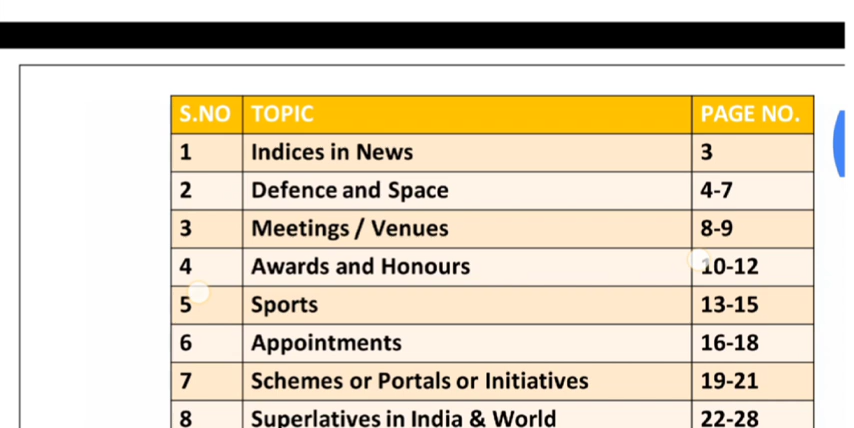 S.NO TOPIC PAGE NO.
1 Indices in News 3
2 Defence and Space 4-7
3 Meetings / Venues 8-9
4 Awards and Honours 10-12
5 Sports 13-15
6 Appointments 16-18
7 Schemes or Portals or Initiatives 19-21
8 Superlatives in India & World 22-28